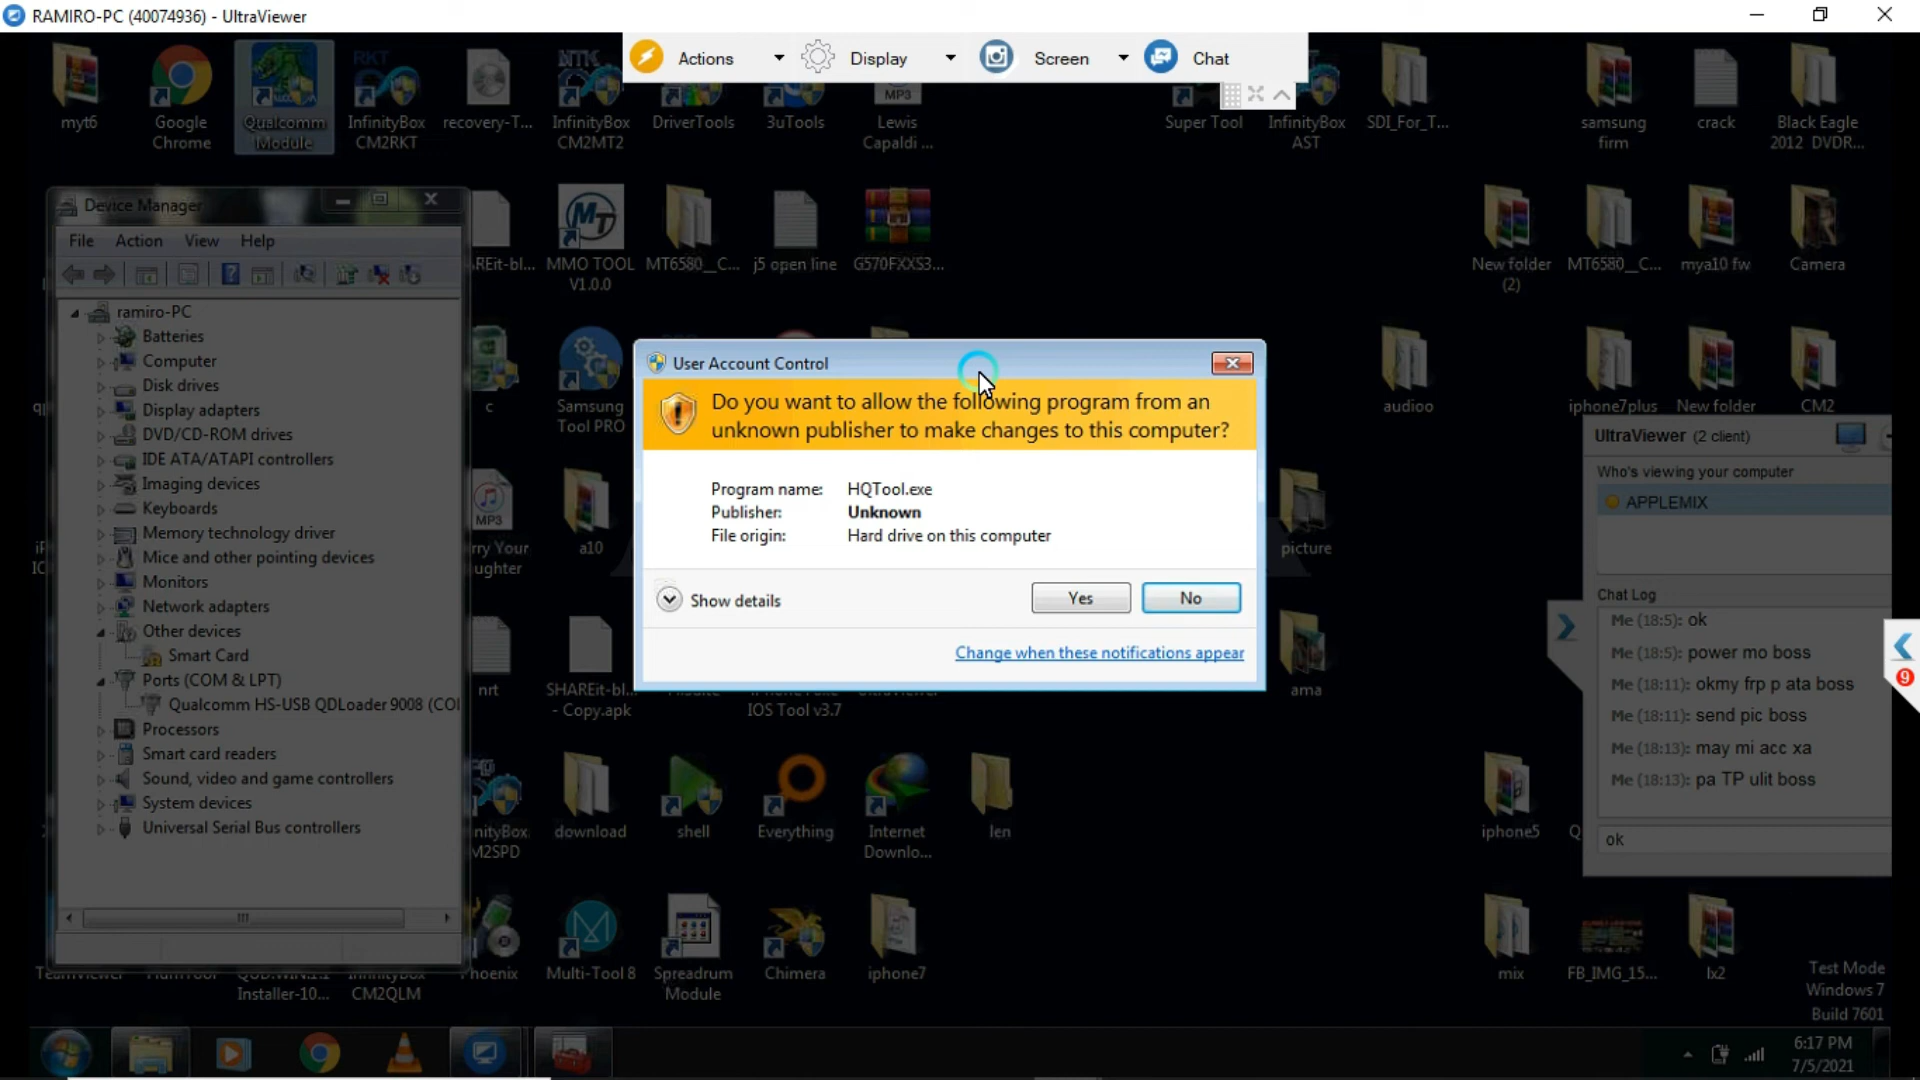 RAMIRO-PC (40074936) - UltraViewer
Actions
Display
Screen
Chat
myt6
Google
Chrome
Qualcomm
Module
InfinityBox
CM2RKT
recovery-T...
InfinityBox
CM2MT2
DriverTools
3uTools
MP3
Lewis
Capaldi ...
Super Tool
InfinityBox
AST
SDI_For_T...
samsung
firm
crack
Black Eagle
2012 DVDR...
Device Manager
File Action View Help
ramiro-PC
Batteries
Computer
Disk drives
Display adapters
DVD/CD-ROM drives
IDE ATA/ATAPI controllers
Imaging devices
Keyboards
Memory technology driver
Mice and other pointing devices
Monitors
Network adapters
Other devices
Smart Card
Ports (COM & LPT)
Qualcomm HS-USB QDLoader 9008 (CO
Processors
Smart card readers
Sound, video and game controllers
System devices
Universal Serial Bus controllers
MMO TOOL
V1.0.0
MT6580__C...
j5 open line
G570FXXS3...
New folder
(2)
MT6580__C...
mya10 fw
Camera
c
Samsung
Tool PRO
audioo
iphone7plus
New folder
CM2
User Account Control
Do you want to allow the following program from an
unknown publisher to make changes to this computer?
Program name: HQTool.exe
Publisher: Unknown
File origin: Hard drive on this computer
Show details
Yes
No
Change when these notifications appear
UltraViewer (2 client)
Who's viewing your computer
APPLEMIX
Chat Log
Me (18:5): ok
Me (18:5): power mo boss
Me (18:11): okmy frp p ata boss
Me (18:11): send pic boss
Me (18:13): may mi acc xa
Me (18:13): pa TP ulit boss
ok
9
MP3
a10
picture
nrt
SHAREit-bl...
- Copy.apk
IOS Tool v3.7
ama
download
shell
Everything
Internet
Downlo...
len
iphone5
Installer-10...
InfinityBox
CM2QLM
Multi-Tool 8
Spreadrum
Module
Chimera
iphone7
mix
FB_IMG_15...
lx2
Test Mode
Windows 7
Build 7601
6:17 PM
7/5/2021